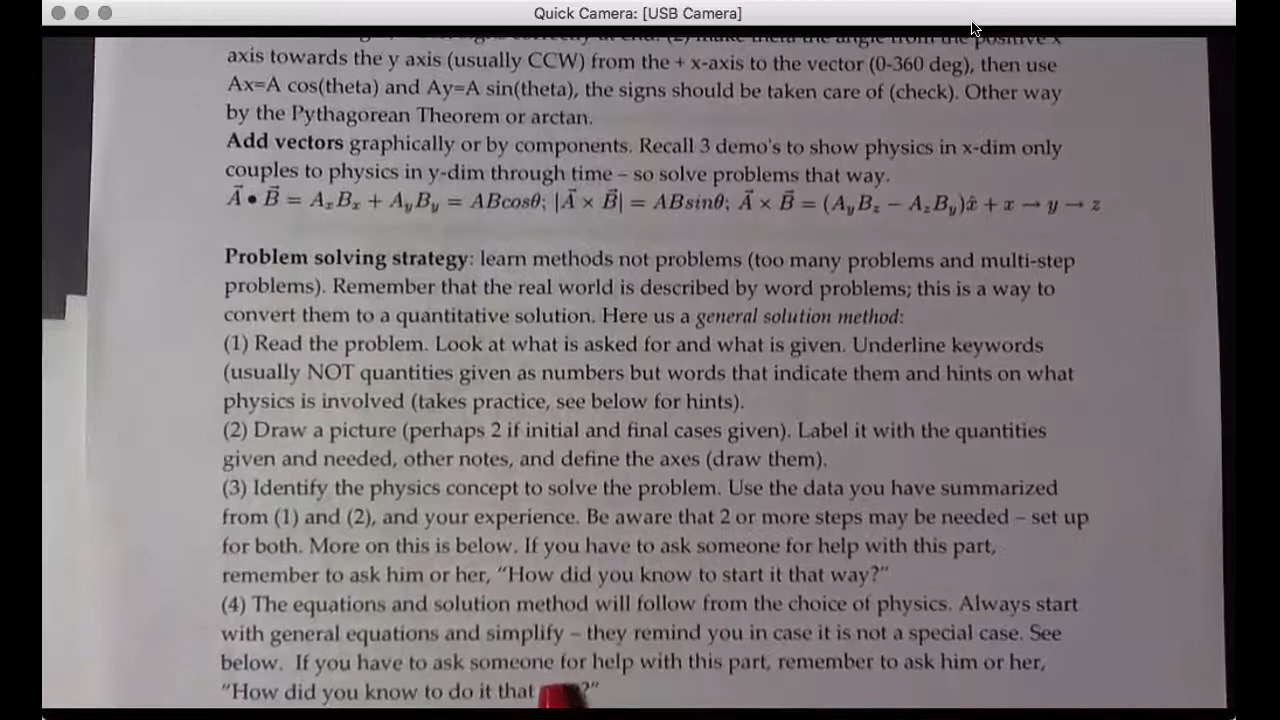 Quick Camera: [USB Camera]
the angle from the positive x
axis towards the y axis (usually CCW) from the + x-axis to the vector (0-360 deg), then use
Ax=A cos(theta) and Ay=A sin(theta), the signs should be taken care of (check). Other way
by the Pythagorean Theorem or arctan.
Add vectors graphically or by components. Recall 3 demo's to show physics in x-dim only
couples to physics in y-dim through time – so solve problems that way.
A⃗ • B⃗ = AₓBₓ + A_yB_y = ABcosθ; |A⃗ × B⃗| = ABsinθ; A⃗ × B⃗ = (A_yB_z − A_zB_y)x̂ + x → y → z
Problem solving strategy: learn methods not problems (too many problems and multi-step
problems). Remember that the real world is described by word problems; this is a way to
convert them to a quantitative solution. Here us a general solution method:
(1) Read the problem. Look at what is asked for and what is given. Underline keywords
(usually NOT quantities given as numbers but words that indicate them and hints on what
physics is involved (takes practice, see below for hints).
(2) Draw a picture (perhaps 2 if initial and final cases given). Label it with the quantities
given and needed, other notes, and define the axes (draw them).
(3) Identify the physics concept to solve the problem. Use the data you have summarized
from (1) and (2), and your experience. Be aware that 2 or more steps may be needed – set up
for both. More on this is below. If you have to ask someone for help with this part,
remember to ask him or her, “How did you know to start it that way?”
(4) The equations and solution method will follow from the choice of physics. Always start
with general equations and simplify – they remind you in case it is not a special case. See
below. If you have to ask someone for help with this part, remember to ask him or her,
“How did you know to do it that ?”